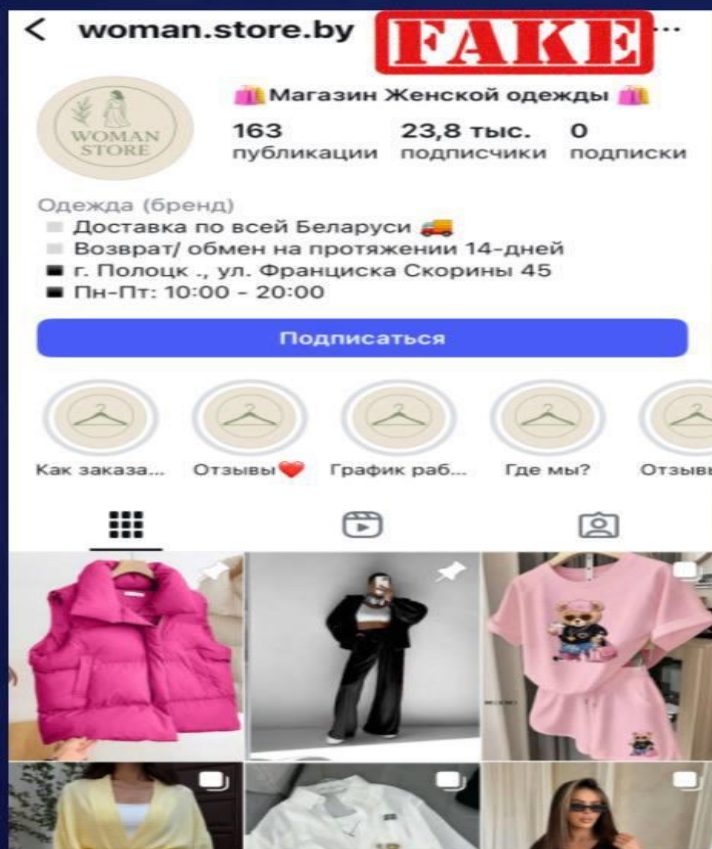 woman.store.by
FAKE
🛍️Магазин Женской одежды 🛍️
163 23,8 тыс. 0
публикации подписчики подписки
WOMAN
STORE
Одежда (бренд)
Доставка по всей Беларуси 🚚
Возврат/ обмен на протяжении 14-дней
г. Полоцк ., ул. Франциска Скорины 45
Пн-Пт: 10:00 - 20:00
Подписаться
Как заказа... Отзывы❤️ График раб... Где мы? Отзывы